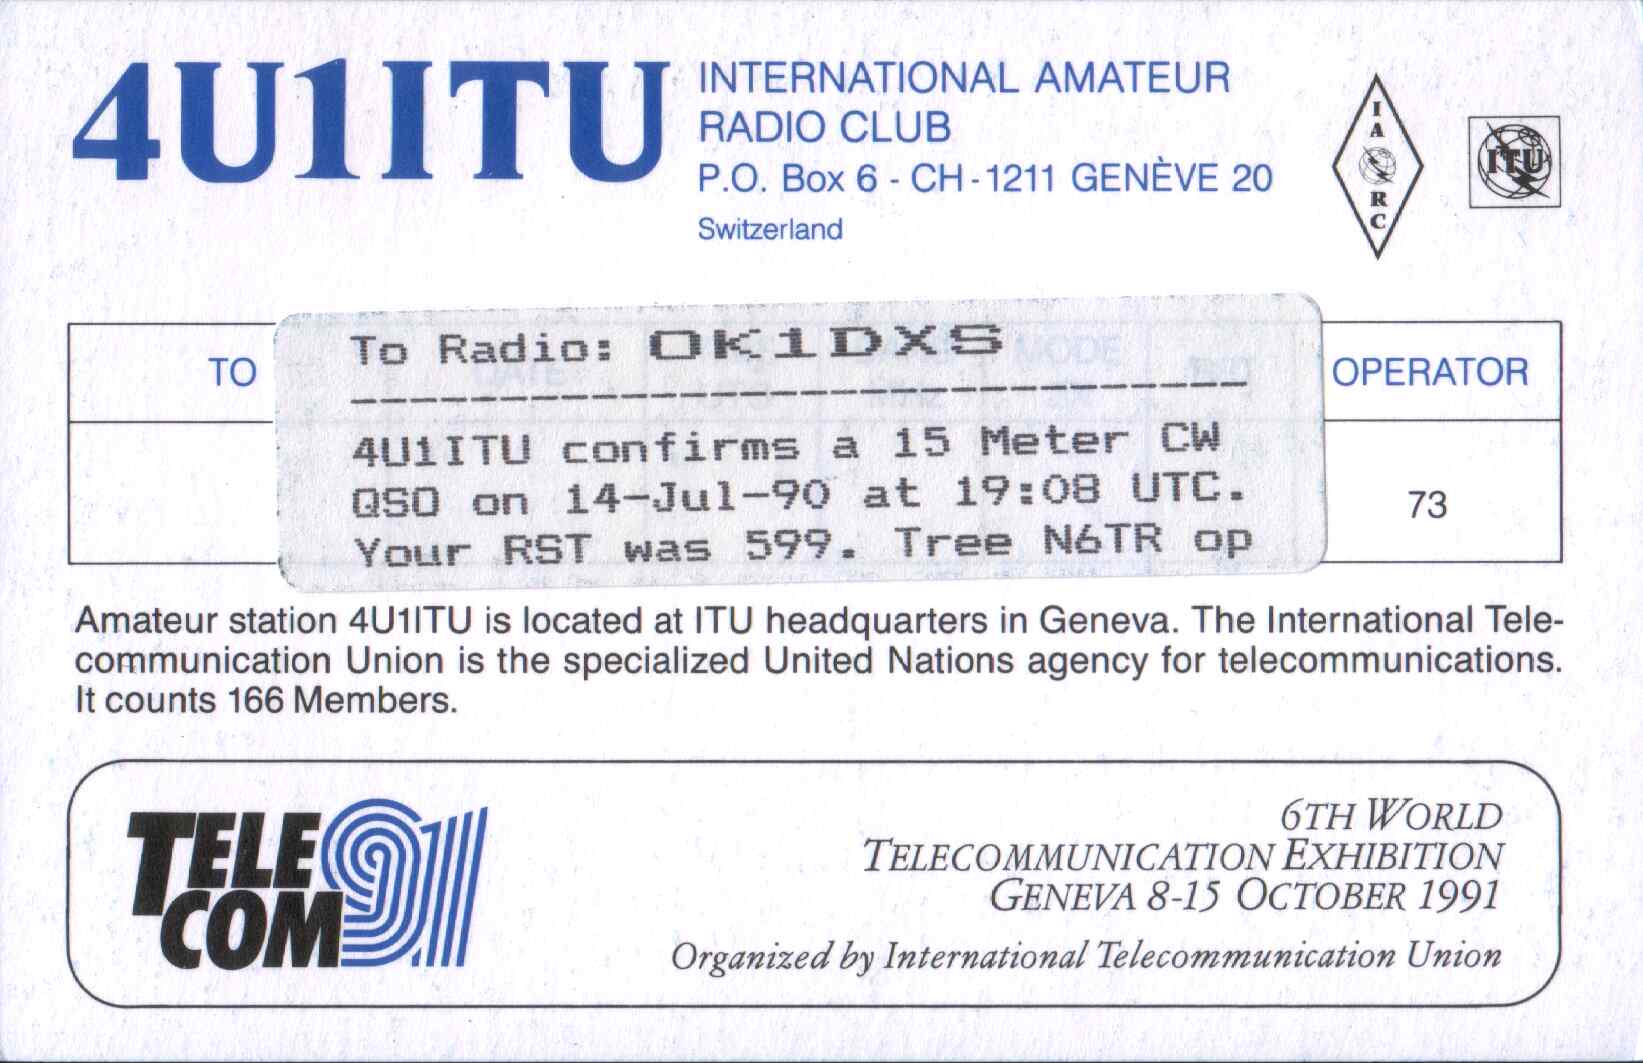 4U1ITU
INTERNATIONAL AMATEUR
RADIO CLUB
P.O. Box 6 - CH-1211 GENÈVE 20
Switzerland
IARC
ITU
TO
OPERATOR
To Radio: OK1DXS
-----------------------------
4U1ITU confirms a 15 Meter CW
QSO on 14-Jul-90 at 19:08 UTC.
Your RST was 599. Tree N6TR op
73
Amateur station 4U1ITU is located at ITU headquarters in Geneva. The International Tele-
communication Union is the specialized United Nations agency for telecommunications.
It counts 166 Members.
TELE
COM 91
6TH WORLD
TELECOMMUNICATION EXHIBITION
GENEVA 8-15 OCTOBER 1991
Organized by International Telecommunication Union